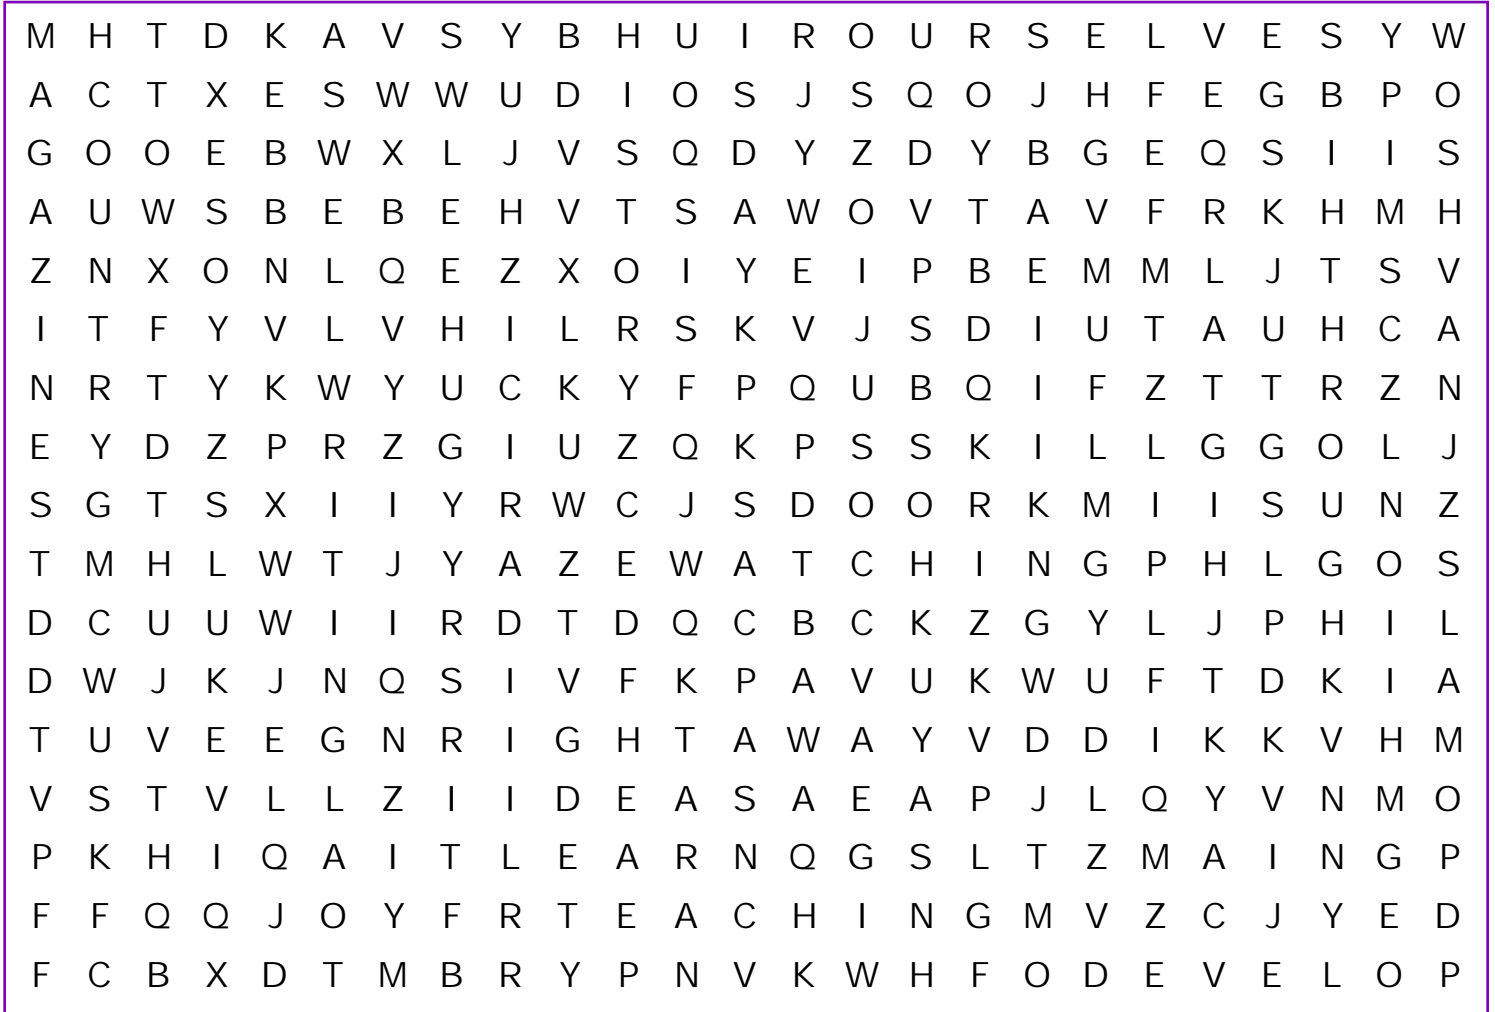 M H T D K A V S Y B H U I R O U R S E L V E S Y W
A C T X E S W W U D I O S J S Q O J H F E G B P O
G O O E B W X L J V S Q D Y Z D Y B G E Q S I I S
A U W S B E B E H V T S A W O V T A V F R K H M H
Z N X O N L Q E Z X O I Y E I P B E M M L J T S V
I T F Y V L V H I L R S K V J S D I U T A U H C A
N R T Y K W Y U C K Y F P Q U B Q I F Z T T R Z N
E Y D Z P R Z G I U Z Q K P S S K I L L G G O L J
S G T S X I I Y R W C J S D O O R K M I I S U N Z
T M H L W T J Y A Z E W A T C H I N G P H L G O S
D C U U W I I R D T D Q C B C K Z G Y L J P H I L
D W J K J N Q S I V F K P A V U K W U F T D K I A
T U V E E G N R I G H T A W A Y V D D I K K V H M
V S T V L L Z I I D E A S A E A P J L Q Y V N M O
P K H I Q A I T L E A R N Q G S L T Z M A I N G P
F F Q Q J O Y F R T E A C H I N G M V Z C J Y E D
F C B X D T M B R Y P N V K W H F O D E V E L O P